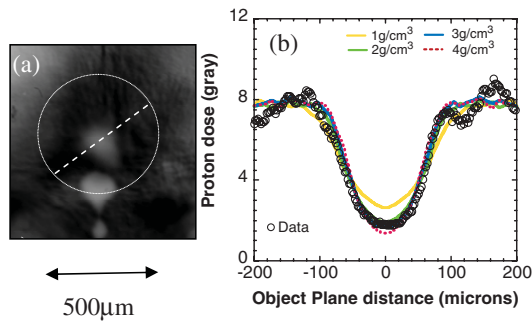 (a)
500μm
(b)
1g/cm³ 3g/cm³
2g/cm³ 4g/cm³
Proton dose (gray)
12
8
4
0
Data
-200 -100 0 100 200
Object Plane distance (microns)